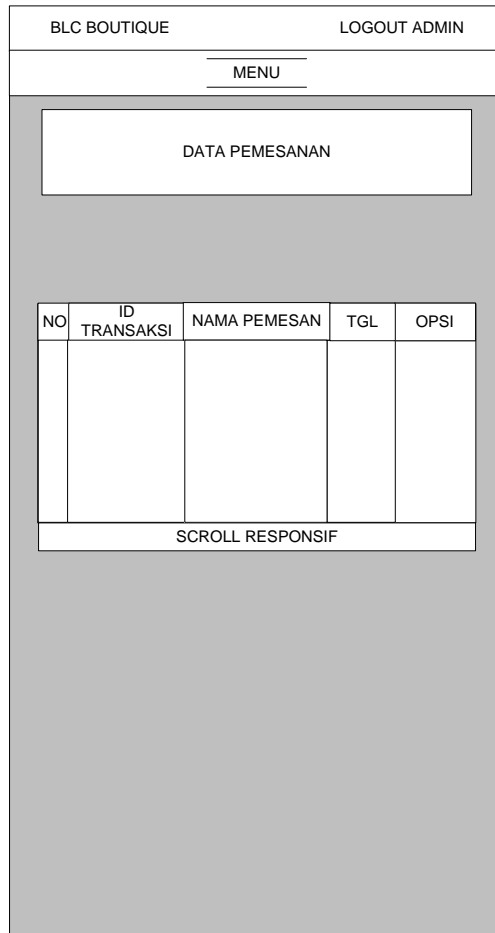 BLC BOUTIQUE LOGOUT ADMIN
MENU
DATA PEMESANAN
NO ID TRANSAKSI NAMA PEMESAN TGL OPSI
SCROLL RESPONSIF